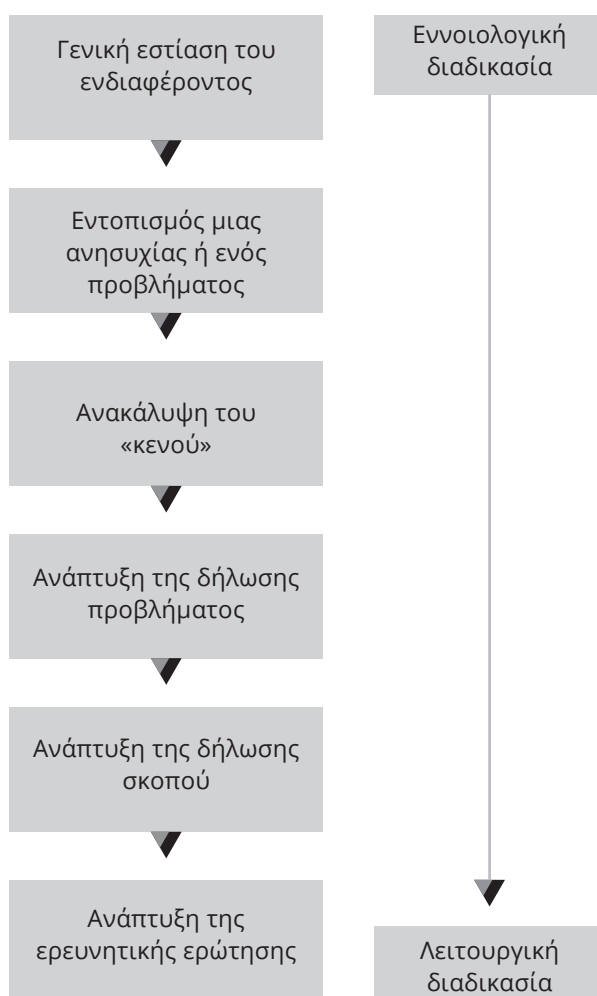 Γενική εστίαση του
ενδιαφέροντος
Εντοπισμός μιας
ανησυχίας ή ενός
προβλήματος
Ανακάλυψη του
«κενού»
Ανάπτυξη της δήλωσης
προβλήματος
Ανάπτυξη της δήλωσης
σκοπού
Ανάπτυξη της
ερευνητικής ερώτησης
Εννοιολογική
διαδικασία
Λειτουργική
διαδικασία